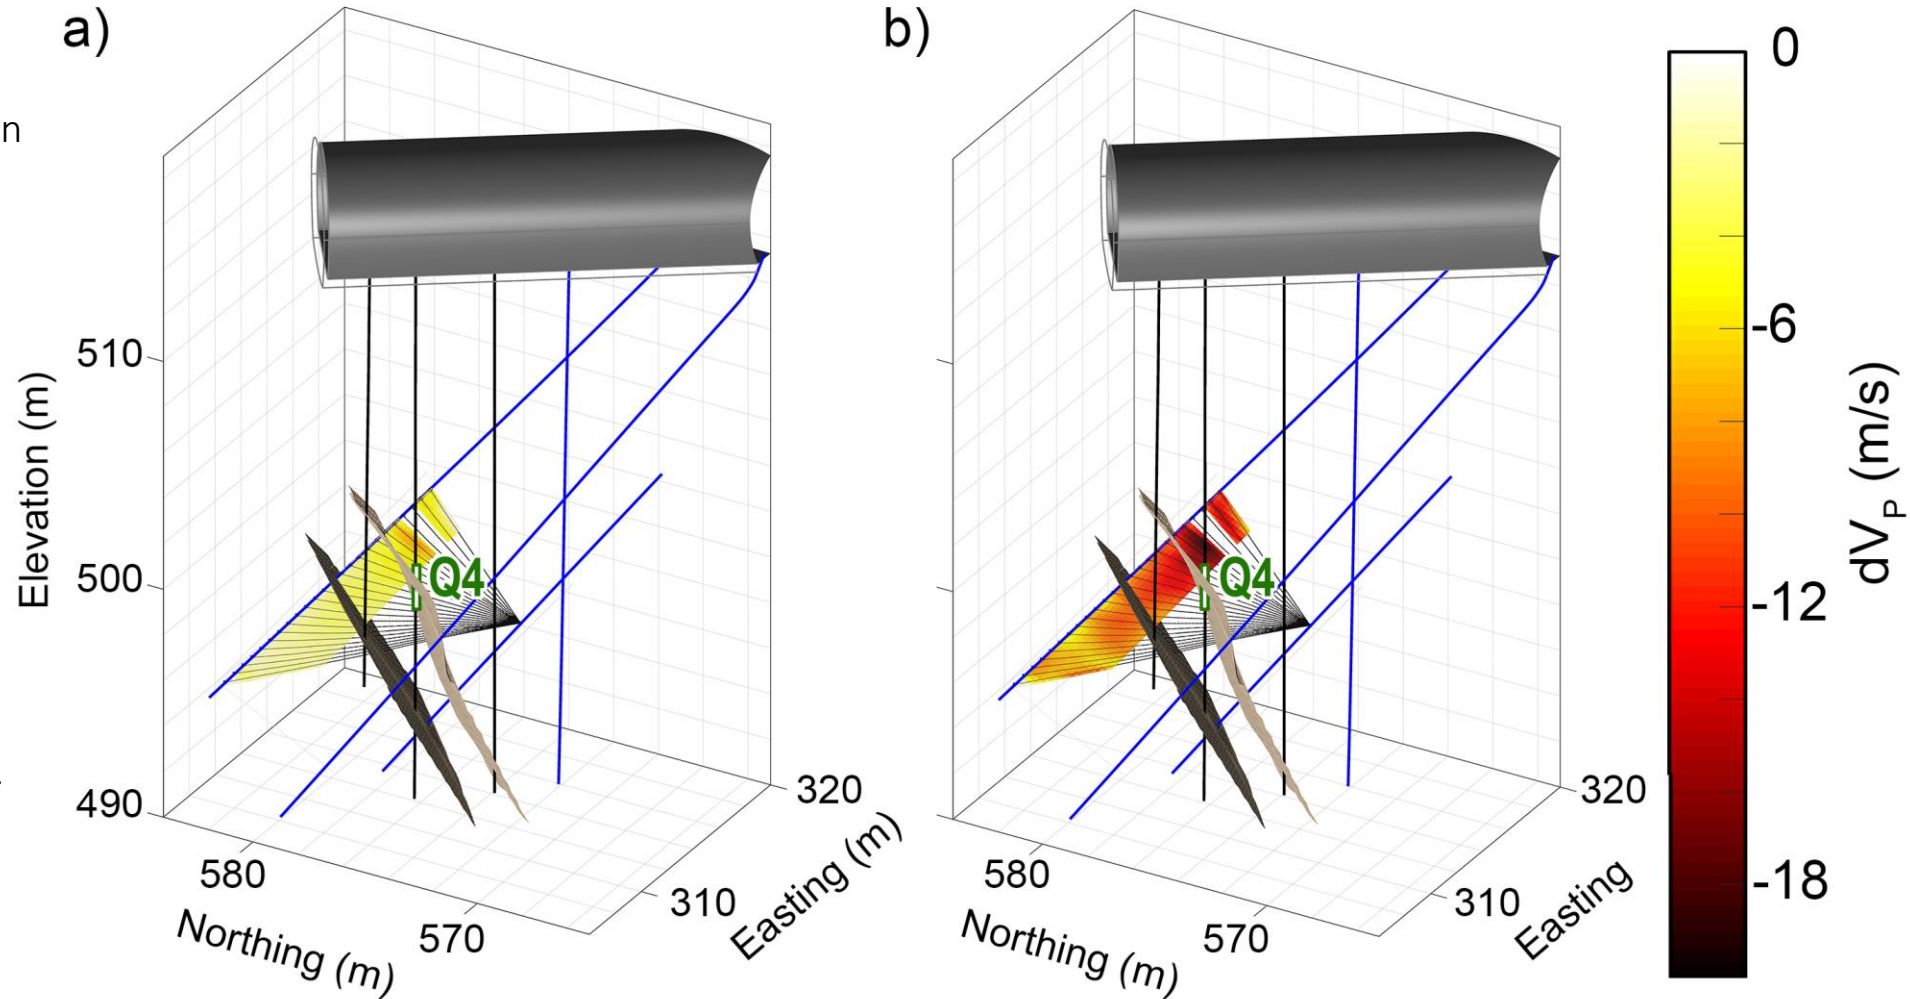 a)
b)
n
0
-6
-12
-18
dV_P (m/s)
Elevation (m)
510
500
490
Q4
580
570
Northing (m)
310
320
Easting (m)
Q4
580
570
Northing (m)
310
320
Easting